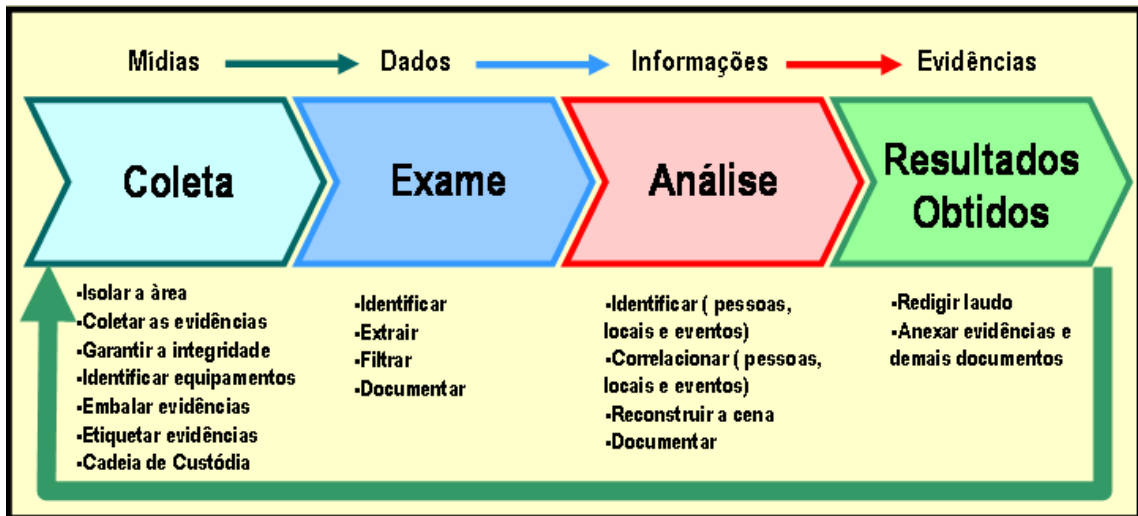 Mídias Dados Informações Evidências
Coleta
Exame
Análise
Resultados
Obtidos
-Isolar a àrea
-Coletar as evidências
-Garantir a integridade
-Identificar equipamentos
-Embalar evidências
-Etiquetar evidências
-Cadeia de Custódia
-Identificar
-Extrair
-Filtrar
-Documentar
-Identificar ( pessoas,
locais e eventos)
-Correlacionar ( pessoas,
locais e eventos)
-Reconstruir a cena
-Documentar
-Redigir laudo
-Anexar evidências e
demais documentos